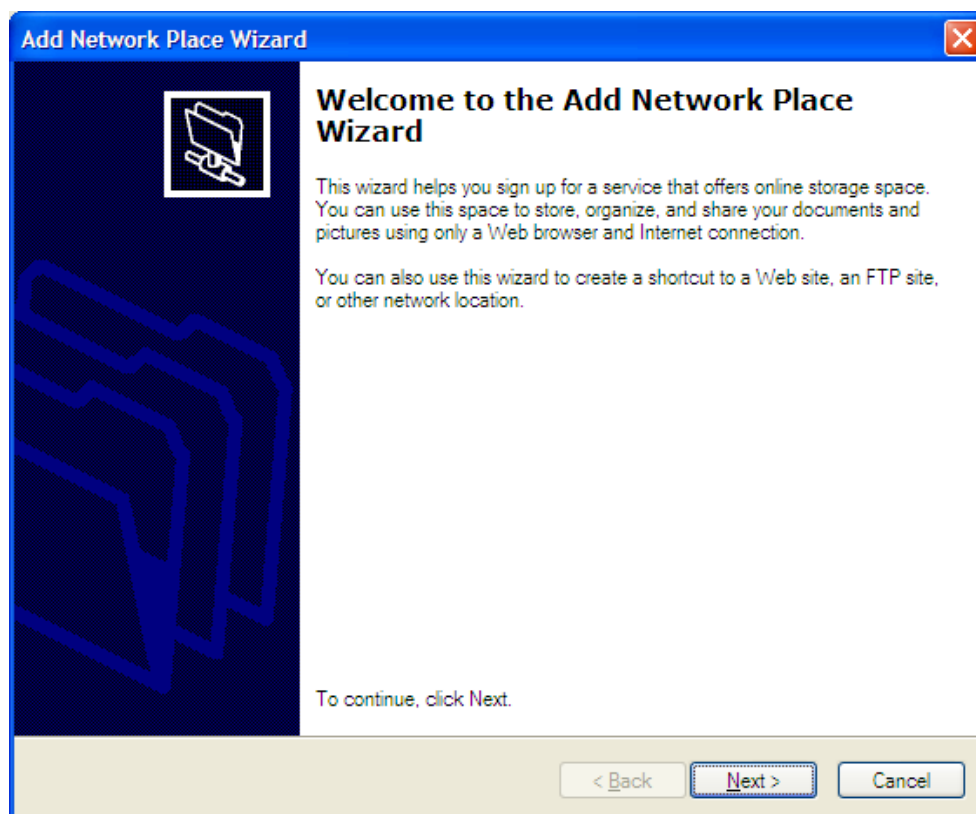 Add Network Place Wizard
Welcome to the Add Network Place
Wizard
This wizard helps you sign up for a service that offers online storage space.
You can use this space to store, organize, and share your documents and
pictures using only a Web browser and Internet connection.
You can also use this wizard to create a shortcut to a Web site, an FTP site,
or other network location.
To continue, click Next.
< Back Next > Cancel